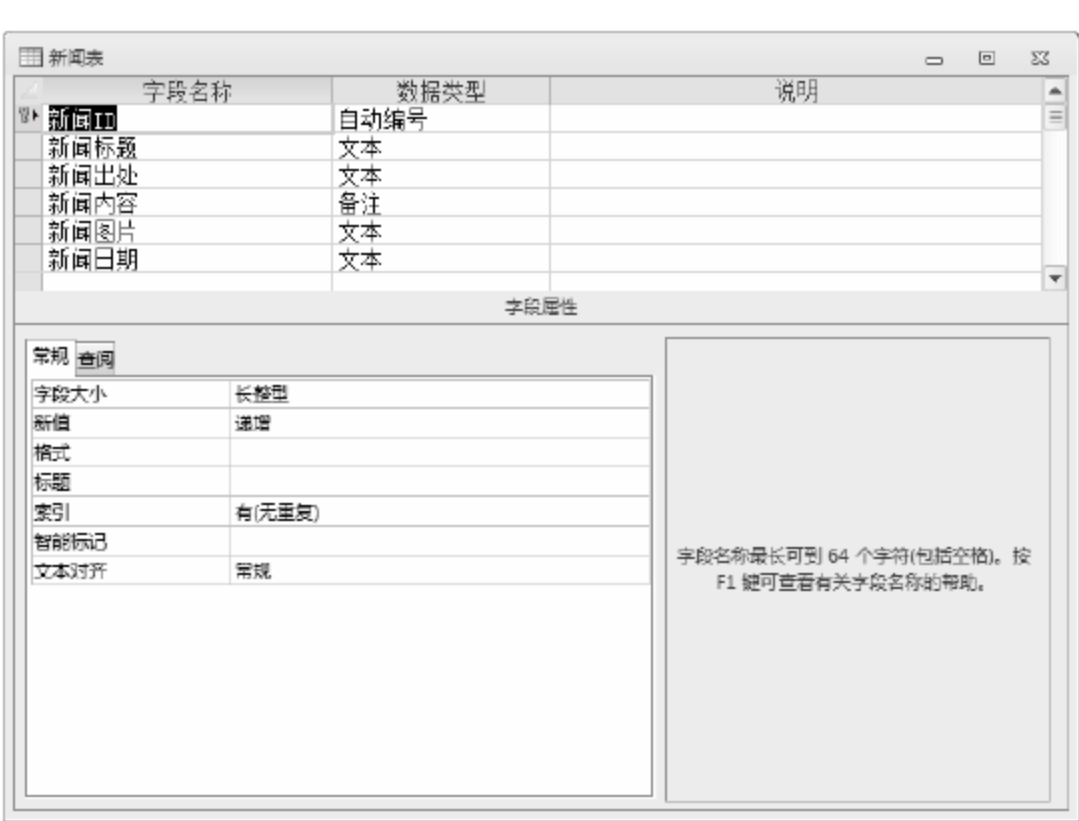 新闻表
字段名称 数据类型 说明
新闻ID 自动编号
新闻标题 文本
新闻出处 文本
新闻内容 备注
新闻图片 文本
新闻日期 文本
字段属性
常规 查阅
字段大小 长整型
新值 递增
格式
标题
索引 有(无重复)
智能标记
文本对齐 常规
字段名称最长可到 64 个字符(包括空格)。按
F1 键可查看有关字段名称的帮助。